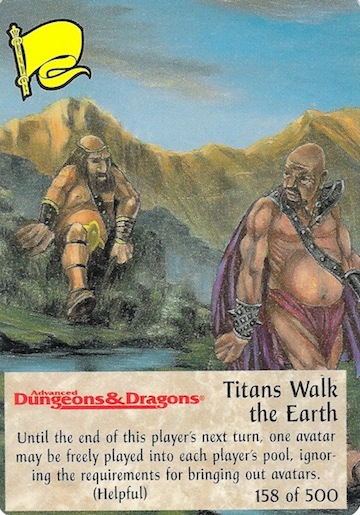 Advanced
Dungeons & Dragons®
Titans Walk
the Earth
Until the end of this player's next turn, one avatar
may be freely played into each player's pool, ignor-
ing the requirements for bringing out avatars.
(Helpful)
158 of 500